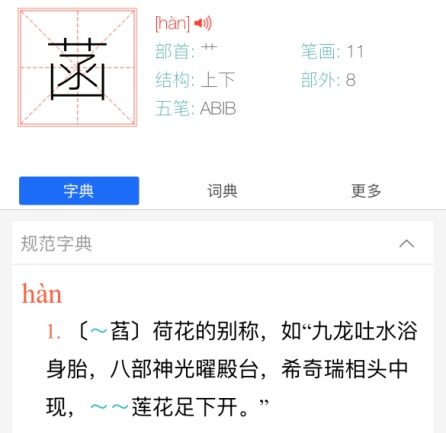 菡
[hàn]
部首: 艹 笔画: 11
结构: 上下 部外: 8
五笔: ABIB
字典 词典 更多
规范字典
hàn
1. 〔~萏〕荷花的别称，如“九龙吐水浴
身胎，八部神光曜殿台，希奇瑞相头中
现，~~莲花足下开。”